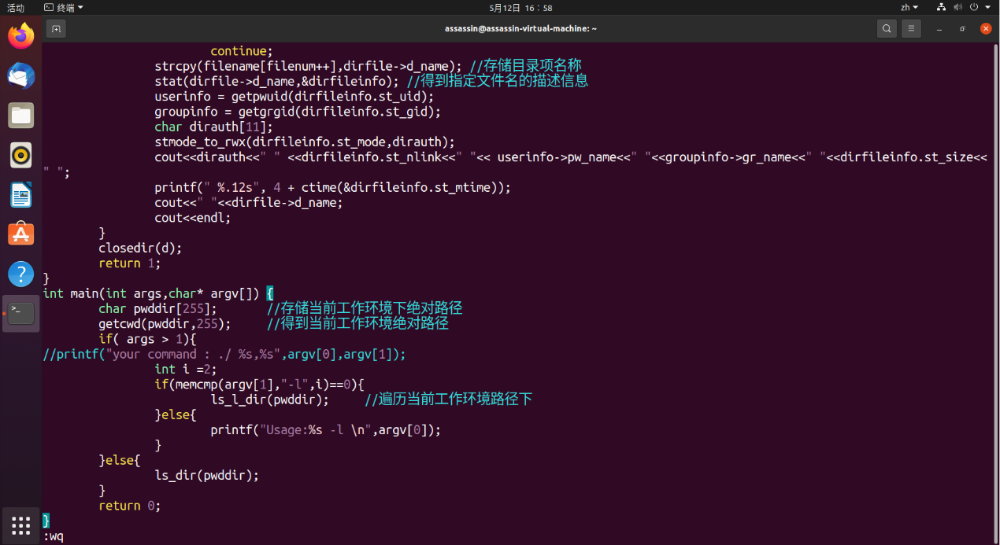 活动 终端 5月12日 16：58 zh
assassin@assassin-virtual-machine: ~
continue;
strcpy(filename[filenum++],dirfile->d_name); //存储目录项名称
stat(dirfile->d_name,&dirfileinfo); //得到指定文件名的描述信息
userinfo = getpwuid(dirfileinfo.st_uid);
groupinfo = getgrgid(dirfileinfo.st_gid);
char dirauth[11];
stmode_to_rwx(dirfileinfo.st_mode,dirauth);
cout<<dirauth<<" " <<dirfileinfo.st_nlink<<" "<< userinfo->pw_name<<" "<<groupinfo->gr_name<<" "<<dirfileinfo.st_size<<
" ";
printf(" %.12s", 4 + ctime(&dirfileinfo.st_mtime));
cout<<" "<<dirfile->d_name;
cout<<endl;
}
closedir(d);
return 1;
}
int main(int args,char* argv[]) {
char pwddir[255]; //存储当前工作环境下绝对路径
getcwd(pwddir,255); //得到当前工作环境绝对路径
if( args > 1){
//printf("your command : ./ %s,%s",argv[0],argv[1]);
int i =2;
if(memcmp(argv[1],"-l",i)==0){
ls_l_dir(pwddir); //遍历当前工作环境路径下
}else{
printf("Usage:%s -l \n",argv[0]);
}
}else{
ls_dir(pwddir);
}
return 0;
}
:wq